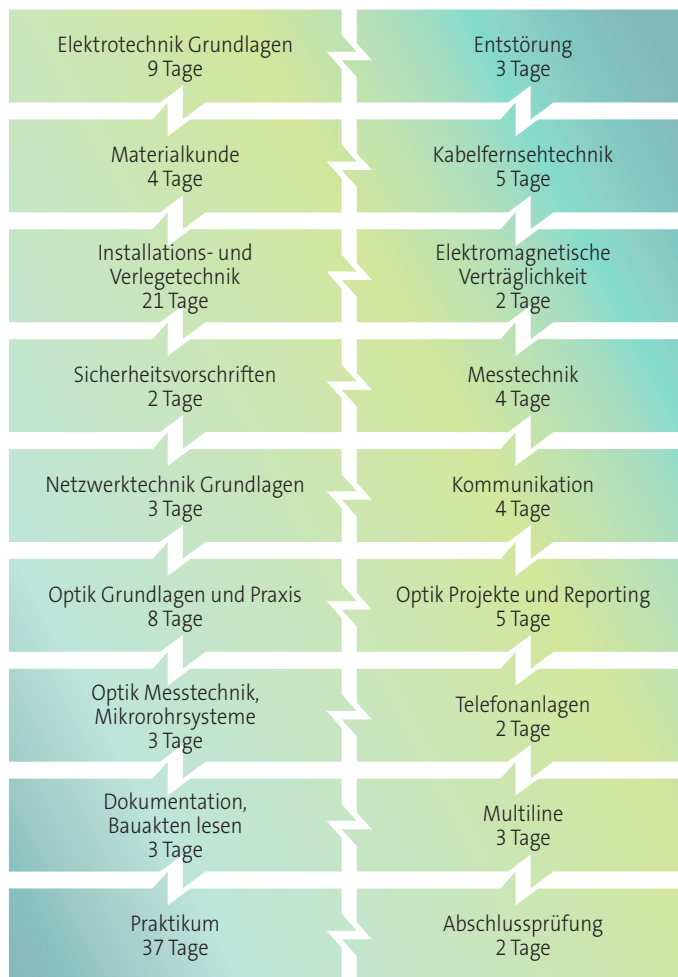 Elektrotechnik Grundlagen
9 Tage
Entstörung
3 Tage
Materialkunde
4 Tage
Kabelfernsehtechnik
5 Tage
Installations- und
Verlegetechnik
21 Tage
Elektromagnetische
Verträglichkeit
2 Tage
Sicherheitsvorschriften
2 Tage
Messtechnik
4 Tage
Netzwerktechnik Grundlagen
3 Tage
Kommunikation
4 Tage
Optik Grundlagen und Praxis
8 Tage
Optik Projekte und Reporting
5 Tage
Optik Messtechnik,
Mikrorohrsysteme
3 Tage
Telefonanlagen
2 Tage
Dokumentation,
Bauakten lesen
3 Tage
Multiline
3 Tage
Praktikum
37 Tage
Abschlussprüfung
2 Tage